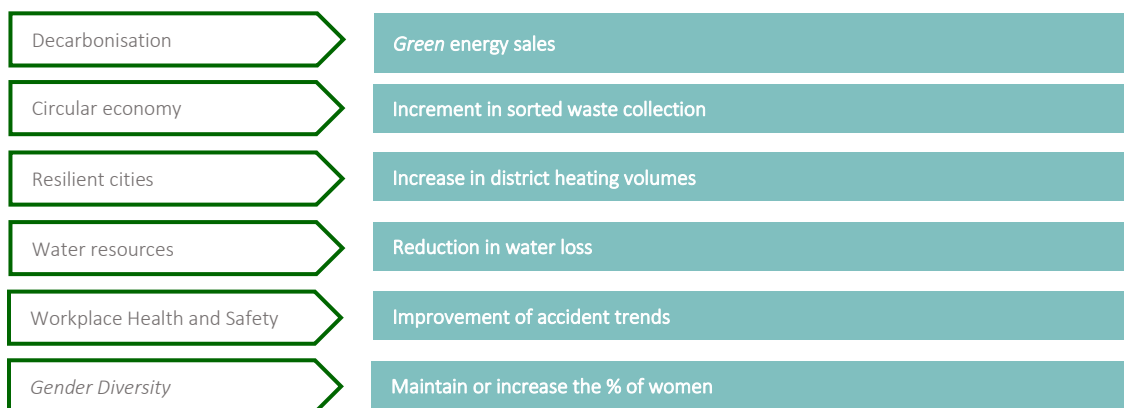 Decarbonisation
Green energy sales
Circular economy
Increment in sorted waste collection
Resilient cities
Increase in district heating volumes
Water resources
Reduction in water loss
Workplace Health and Safety
Improvement of accident trends
Gender Diversity
Maintain or increase the % of women